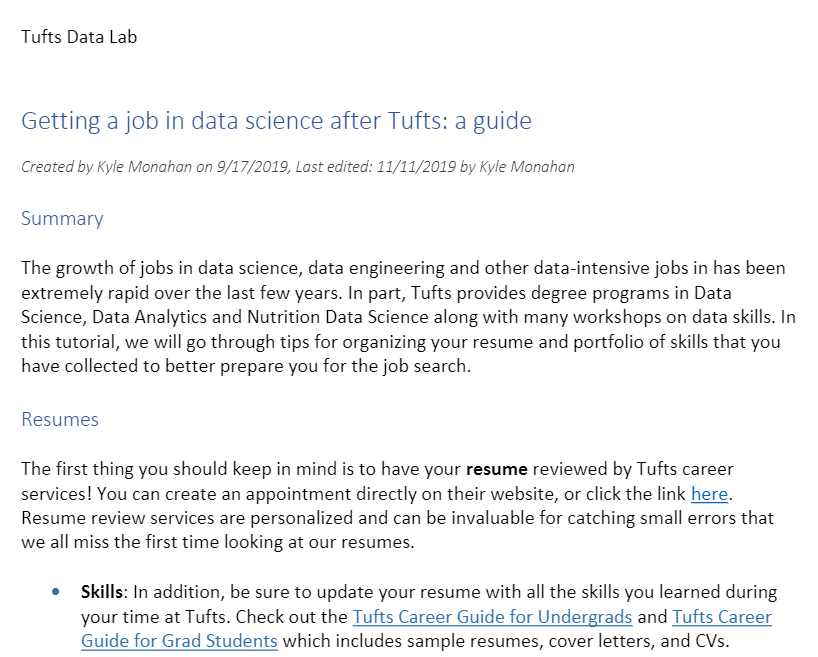 Tufts Data Lab
Getting a job in data science after Tufts: a guide
Created by Kyle Monahan on 9/17/2019, Last edited: 11/11/2019 by Kyle Monahan
Summary
The growth of jobs in data science, data engineering and other data-intensive jobs in has been
extremely rapid over the last few years. In part, Tufts provides degree programs in Data
Science, Data Analytics and Nutrition Data Science along with many workshops on data skills. In
this tutorial, we will go through tips for organizing your resume and portfolio of skills that you
have collected to better prepare you for the job search.
Resumes
The first thing you should keep in mind is to have your resume reviewed by Tufts career
services! You can create an appointment directly on their website, or click the link here.
Resume review services are personalized and can be invaluable for catching small errors that
we all miss the first time looking at our resumes.
• Skills: In addition, be sure to update your resume with all the skills you learned during
your time at Tufts. Check out the Tufts Career Guide for Undergrads and Tufts Career
Guide for Grad Students which includes sample resumes, cover letters, and CVs.